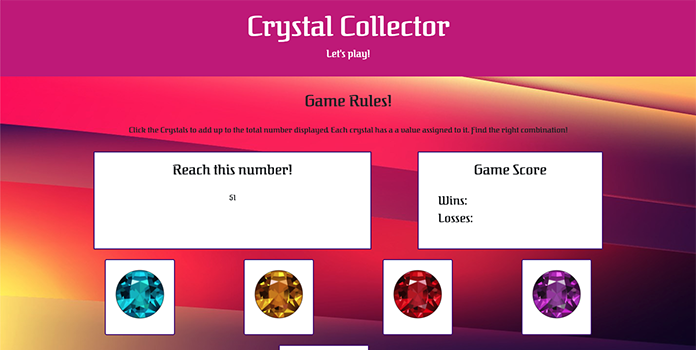 Crystal Collector
Let's play!
Game Rules!
Click the Crystals to add up to the total number displayed. Each crystal has a a value assigned to it. Find the right combination!
Reach this number!
51
Game Score
Wins:
Losses: